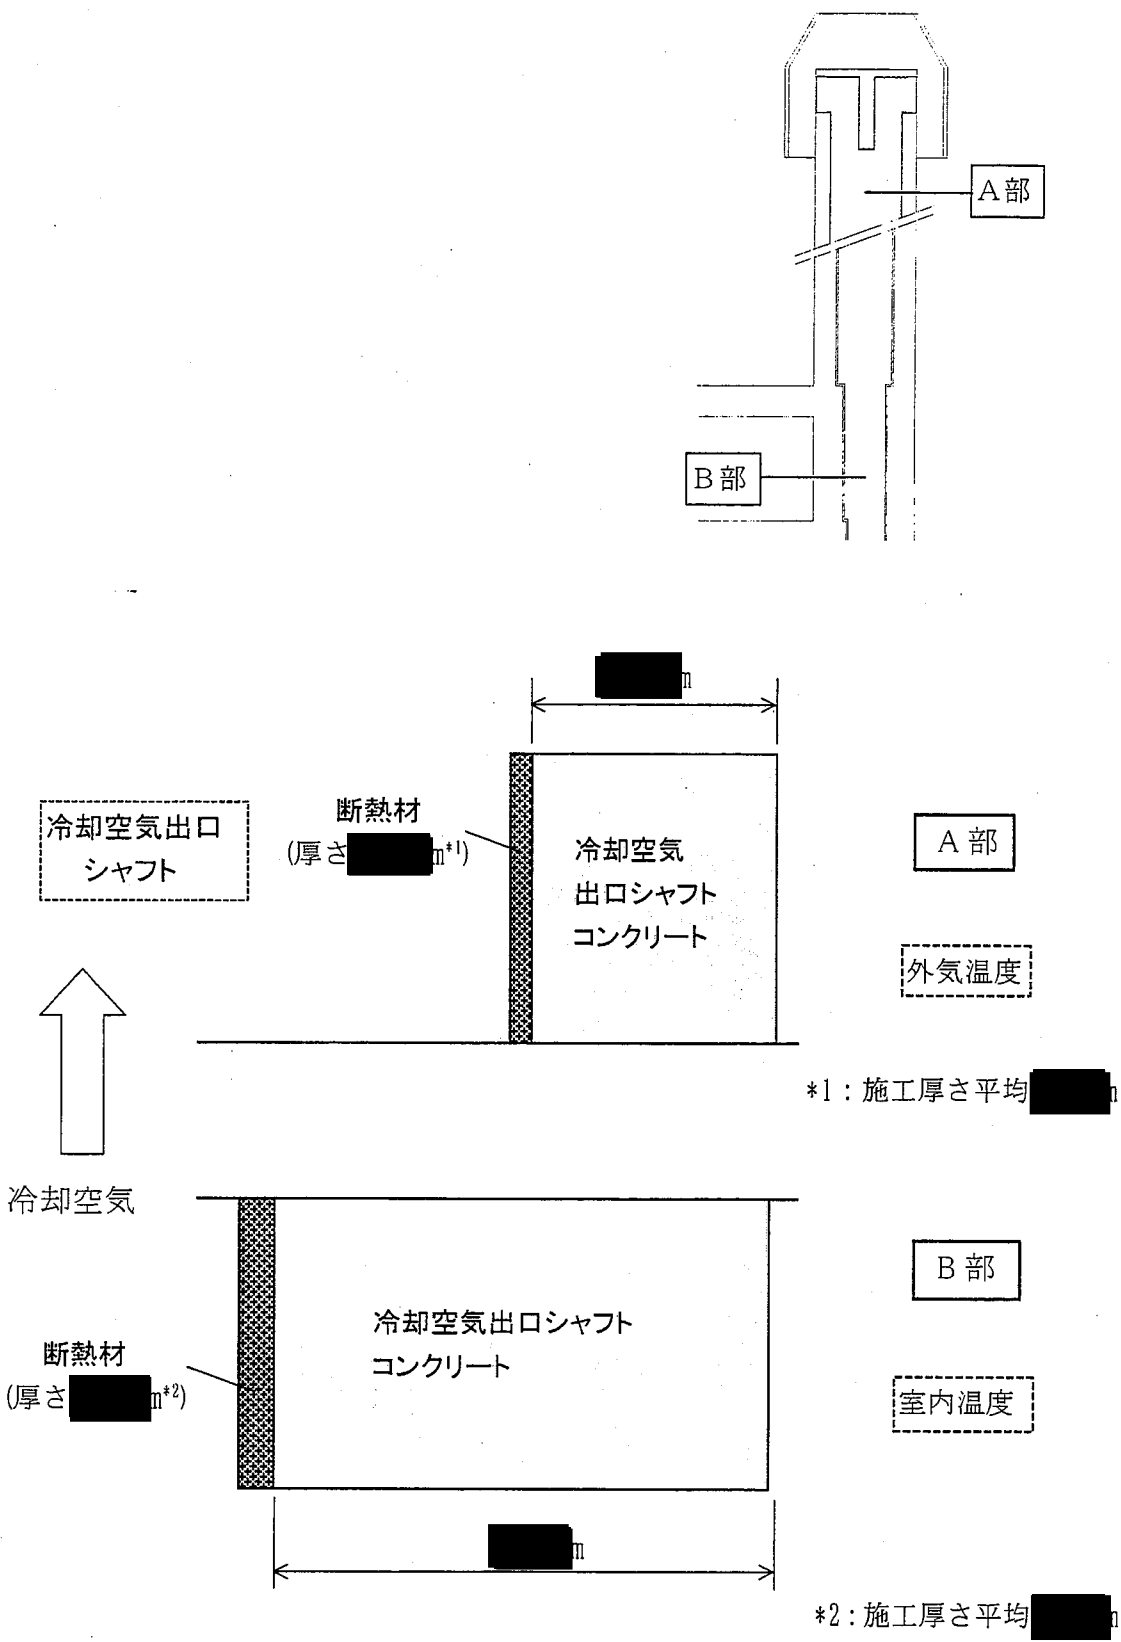 A部
B部
m
冷却空気出口
シャフト
断熱材
(厚さ m*1)
冷却空気
出口シャフト
コンクリート
A部
外気温度
*1：施工厚さ平均
冷却空気
冷却空気出口シャフト
コンクリート
断熱材
(厚さ m*2)
B部
室内温度
m
*2：施工厚さ平均